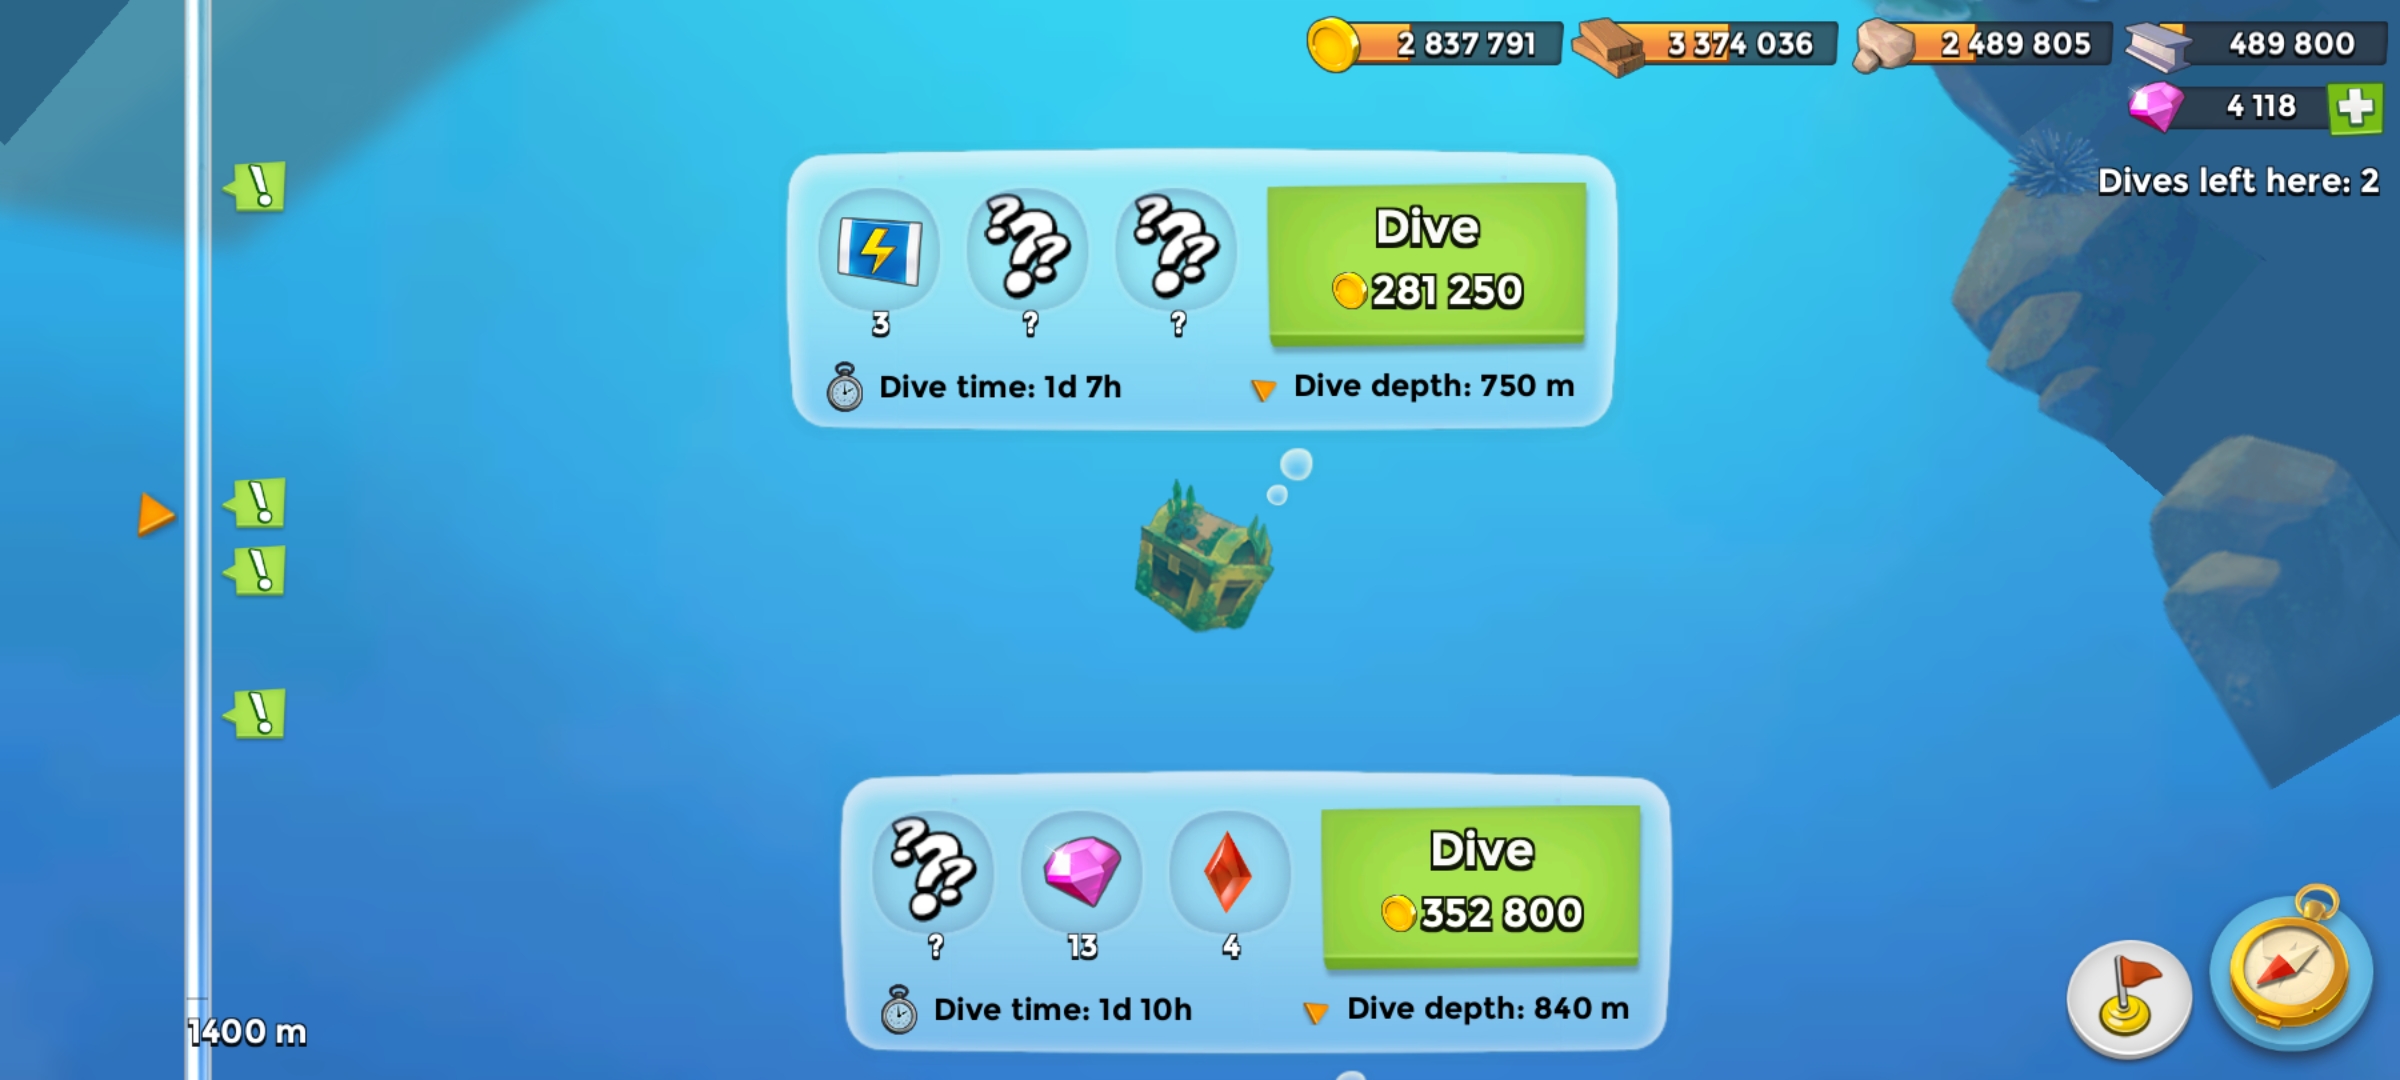 2 837 791
3 374 036
2 489 805
489 800
4 118
Dives left here: 2
Dive
281 250
3
?
?
Dive time: 1d 7h
Dive depth: 750 m
Dive
352 800
?
13
4
Dive time: 1d 10h
Dive depth: 840 m
1400 m